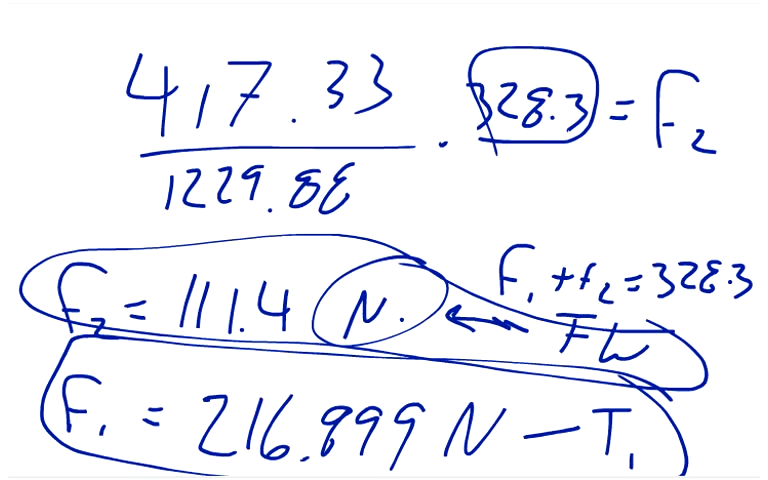 417.33 / 1229.88 · 328.3 = F₂
F₁ + f₂ = 328.3
F₂ = 111.4 N. ← Fw
F₁ = 216.899 N — T₁